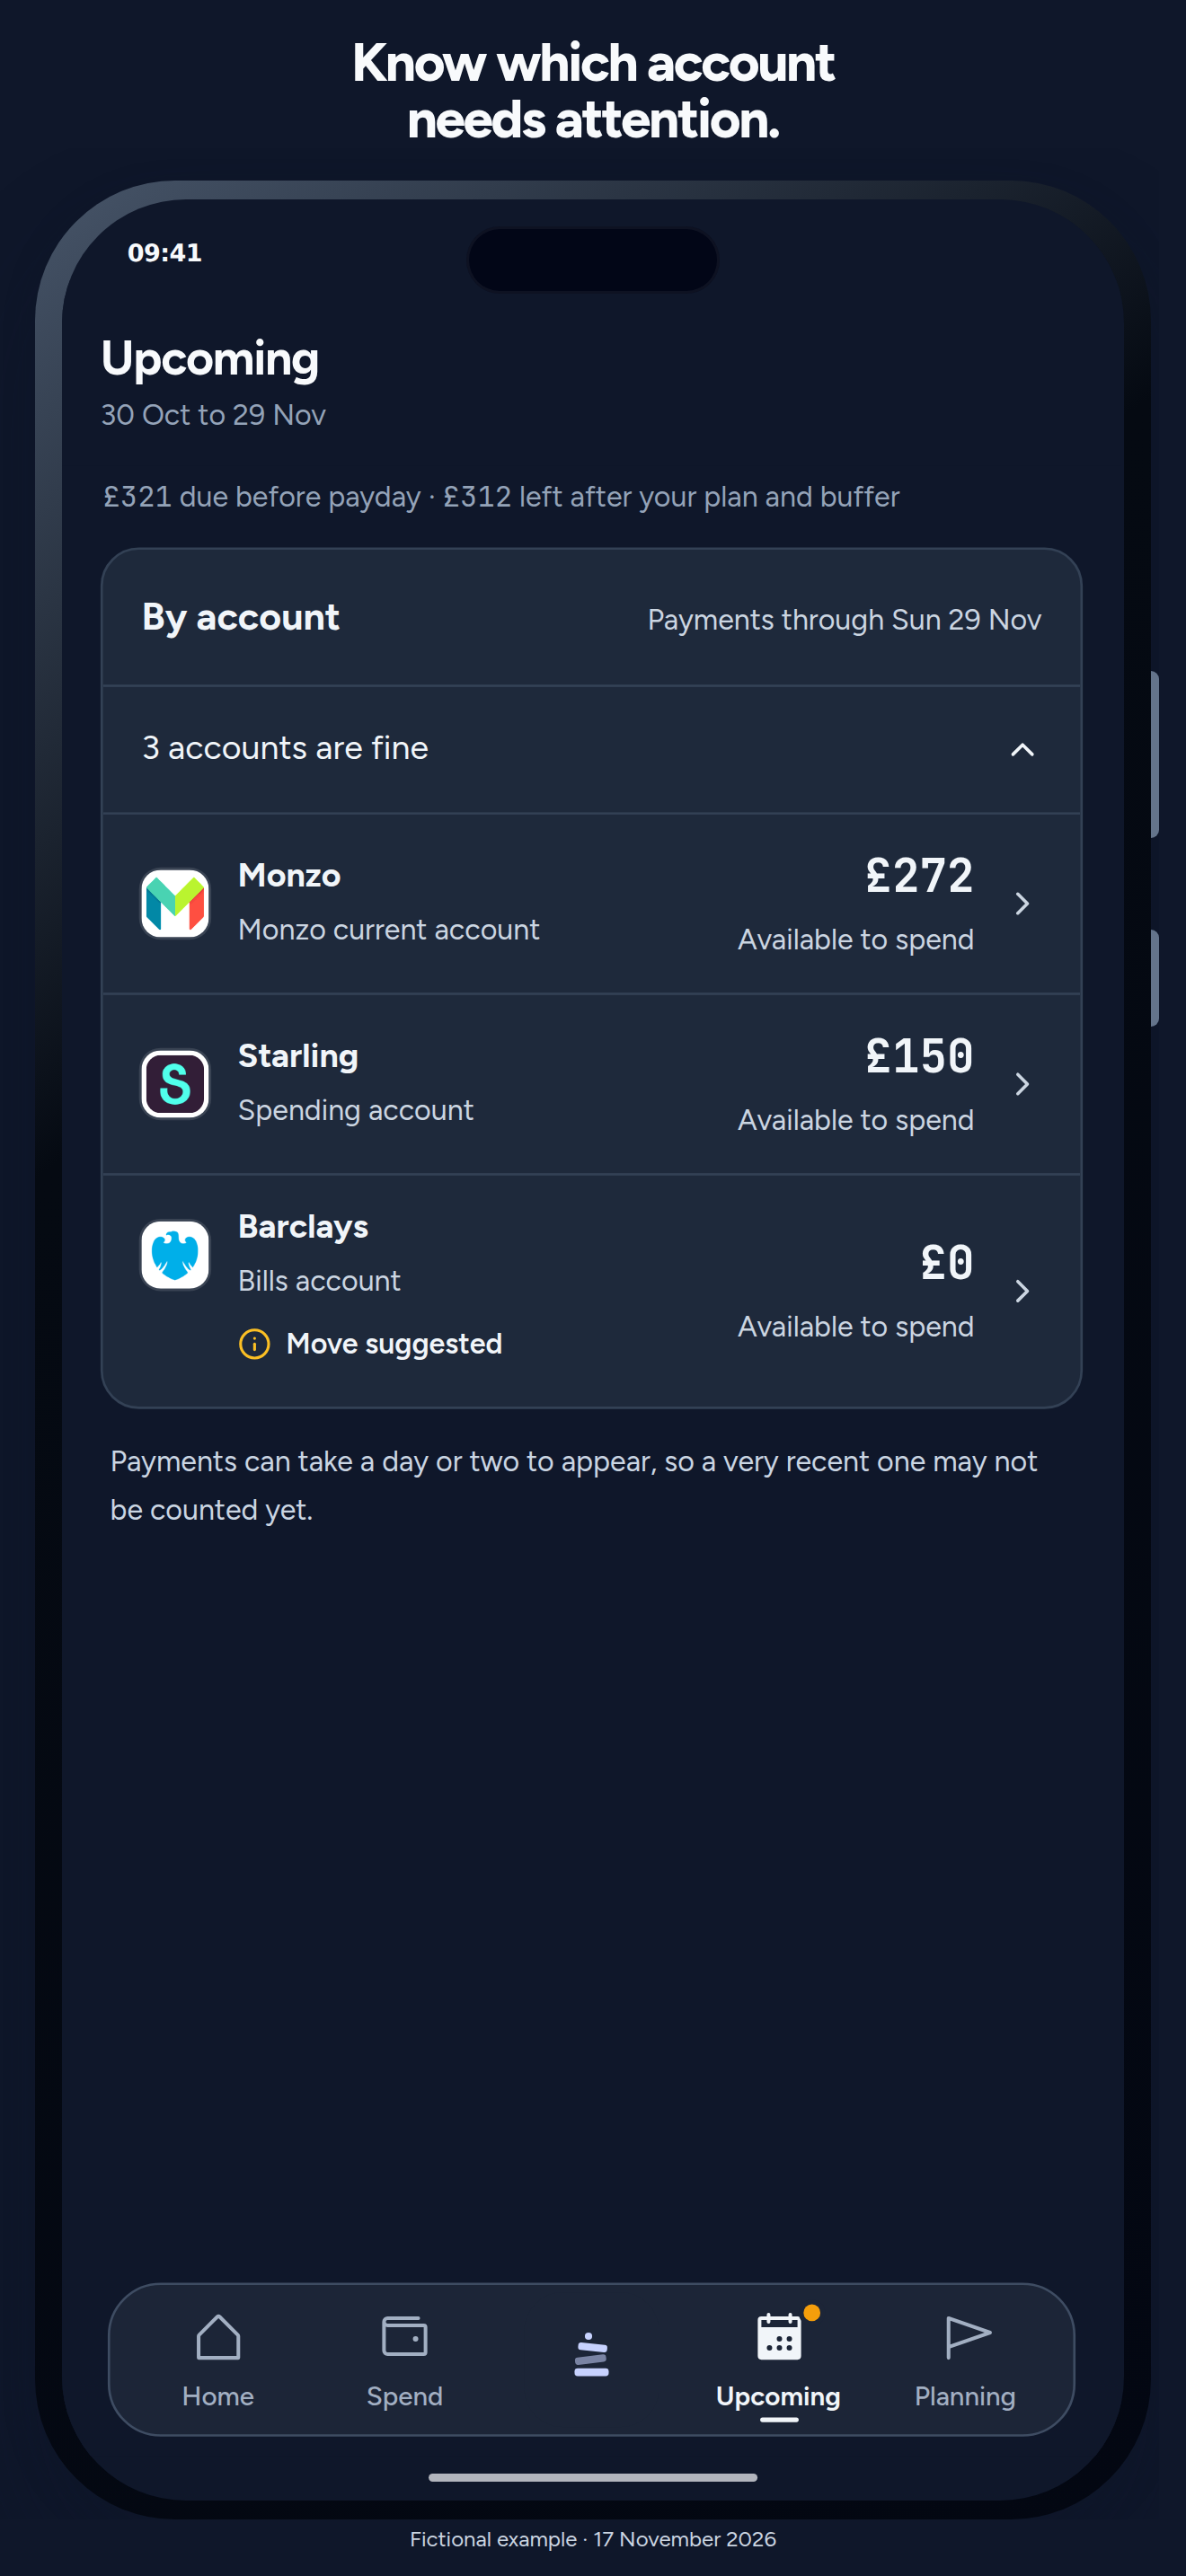 Know which account
needs attention.
09:41
Upcoming
30 Oct to 29 Nov
£321 due before payday · £312 left after your plan and buffer
By account
Payments through Sun 29 Nov
3 accounts are fine
Monzo
£272
Monzo current account
Available to spend
Starling
£150
Spending account
Available to spend
Barclays
£0
Bills account
Available to spend
Move suggested
Payments can take a day or two to appear, so a very recent one may not
be counted yet.
Home
Spend
Upcoming
Planning
Fictional example · 17 November 2026